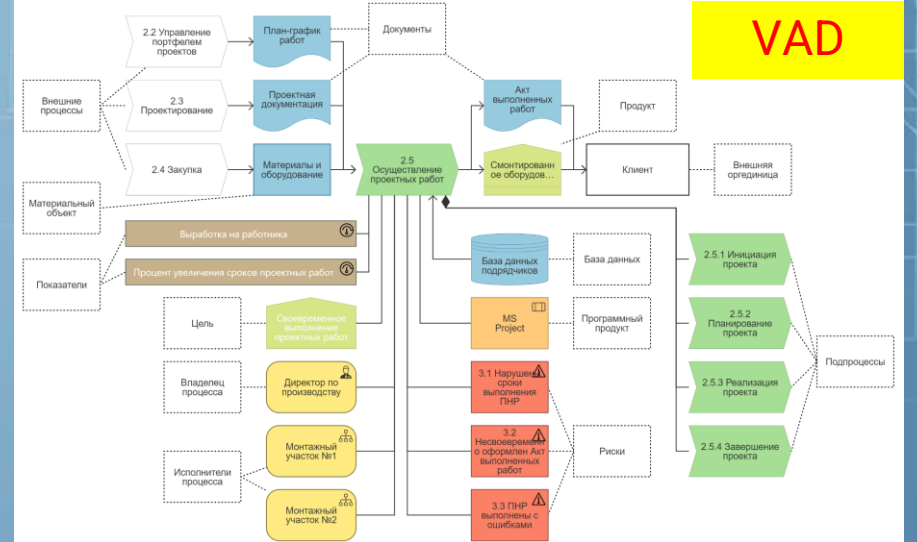 VAD
2.2 Управление
портфелем
проектов
План-график
работ
Документы
Внешние
процессы
2.3
Проектирование
Проектная
документация
Акт
выполненных
работ
Продукт
2.4 Закупка
Материалы и
оборудование
2.5
Осуществление
проектных работ
Смонтированн
ое оборудов...
Клиент
Внешняя
оргединица
Материальный
объект
Выработка на работника
Показатели
Процент увеличения сроков проектных работ
База данных
подрядчиков
База данных
2.5.1 Инициация
проекта
Цель
Своевременное
выполнение
проектных работ
MS
Project
Программный
продукт
2.5.2
Планирование
проекта
Подпроцессы
Владелец
процесса
Директор по
производству
3.1 Нарушены
сроки
выполнения
ПНР
2.5.3 Реализация
проекта
Исполнители
процесса
Монтажный
участок №1
3.2
Несвоевременн
о оформлен Акт
выполненных
работ
Риски
2.5.4 Завершение
проекта
Монтажный
участок №2
3.3 ПНР
выполнены с
ошибками